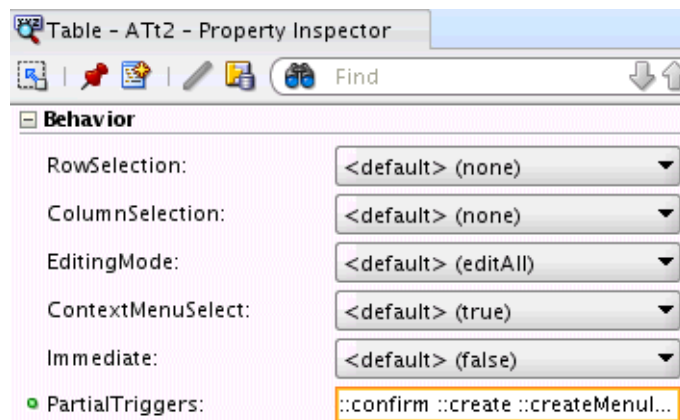 Table - ATt2 - Property Inspector
Find
Behavior
RowSelection: <default> (none)
ColumnSelection: <default> (none)
EditingMode: <default> (editAll)
ContextMenuSelect: <default> (true)
Immediate: <default> (false)
PartialTriggers: ::confirm ::create ::createMenuI...